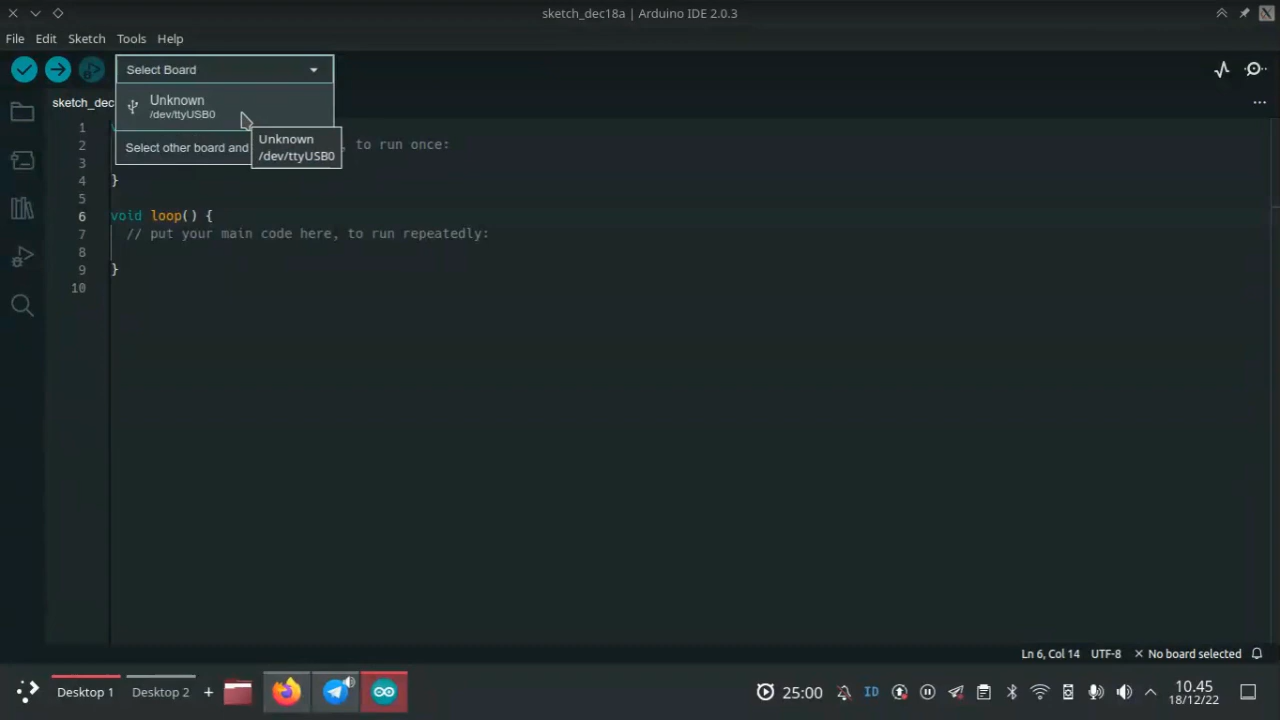 sketch_dec18a | Arduino IDE 2.0.3
File Edit Sketch Tools Help
Select Board
Unknown
/dev/ttyUSB0
Select other board and
Unknown
/dev/ttyUSB0
sketch_dec
1
2 , to run once:
3
4 }
5
6 void loop() {
7 // put your main code here, to run repeatedly:
8
9 }
10
Ln 6, Col 14 UTF-8 No board selected
Desktop 1 Desktop 2 + 25:00 ID 10.45
18/12/22